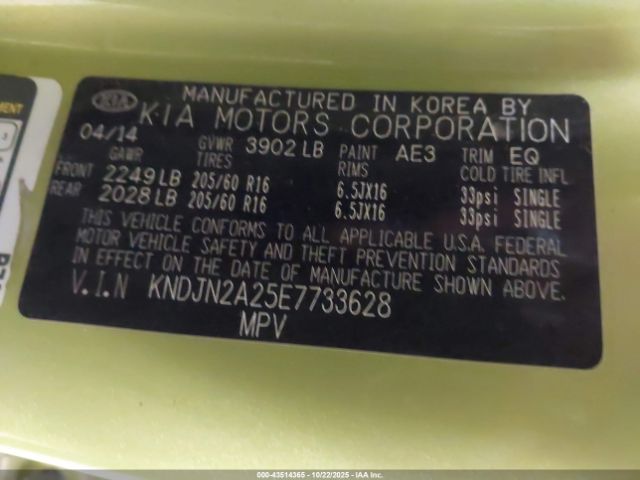 MANUFACTURED IN KOREA BY
KIA KIA MOTORS CORPORATION
04/14 GVWR 3902 LB PAINT AE3 TRIM EQ
GAWR TIRES RIMS COLD TIRE INFL
FRONT 2249 LB 205/60 R16 6.5JX16 33psi SINGLE
REAR 2028 LB 205/60 R16 6.5JX16 33psi SINGLE
THIS VEHICLE CONFORMS TO ALL APPLICABLE U.S.A. FEDERAL
MOTOR VEHICLE SAFETY AND THEFT PREVENTION STANDARDS
IN EFFECT ON THE DATE OF MANUFACTURE SHOWN ABOVE.
V.I.N KNDJN2A25E7733628
MPV
000-43514365 - 10/22/2025 - IAA Inc.